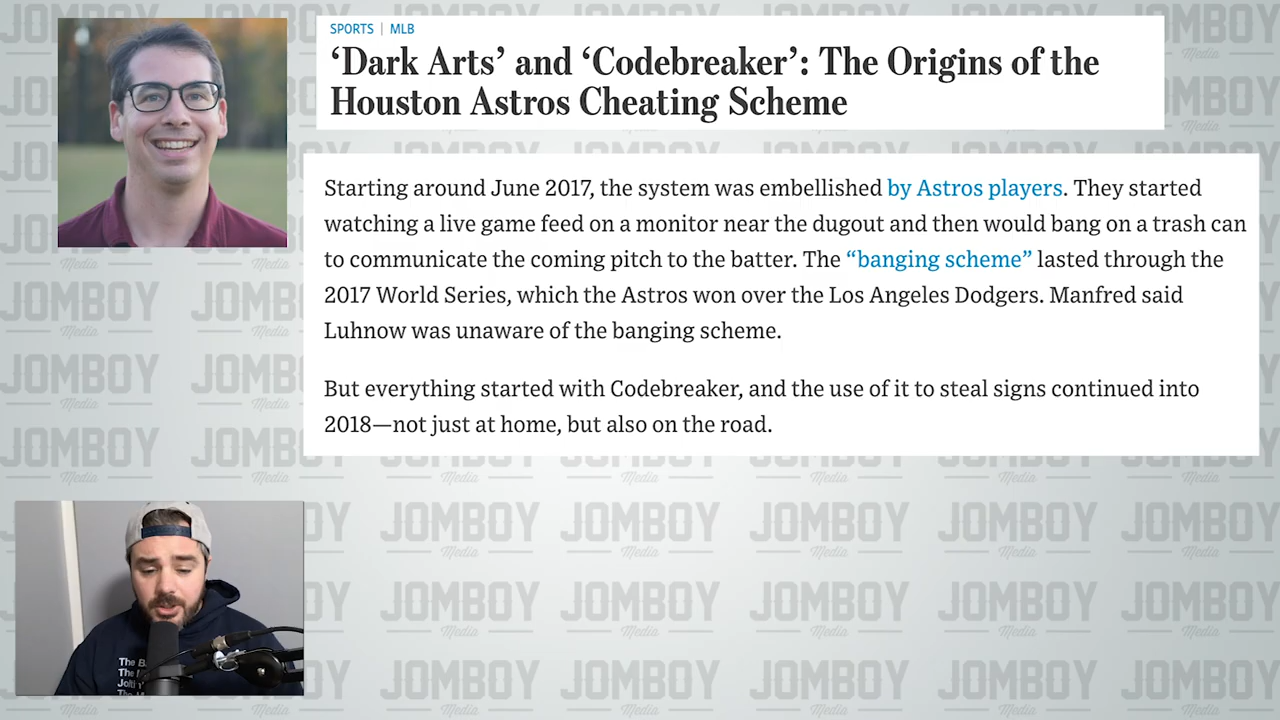 SPORTS | MLB
‘Dark Arts’ and ‘Codebreaker’: The Origins of the
Houston Astros Cheating Scheme
Starting around June 2017, the system was embellished by Astros players. They started
watching a live game feed on a monitor near the dugout and then would bang on a trash can
to communicate the coming pitch to the batter. The “banging scheme” lasted through the
2017 World Series, which the Astros won over the Los Angeles Dodgers. Manfred said
Luhnow was unaware of the banging scheme.
But everything started with Codebreaker, and the use of it to steal signs continued into
2018—not just at home, but also on the road.
JOMBOY
Media
The
The